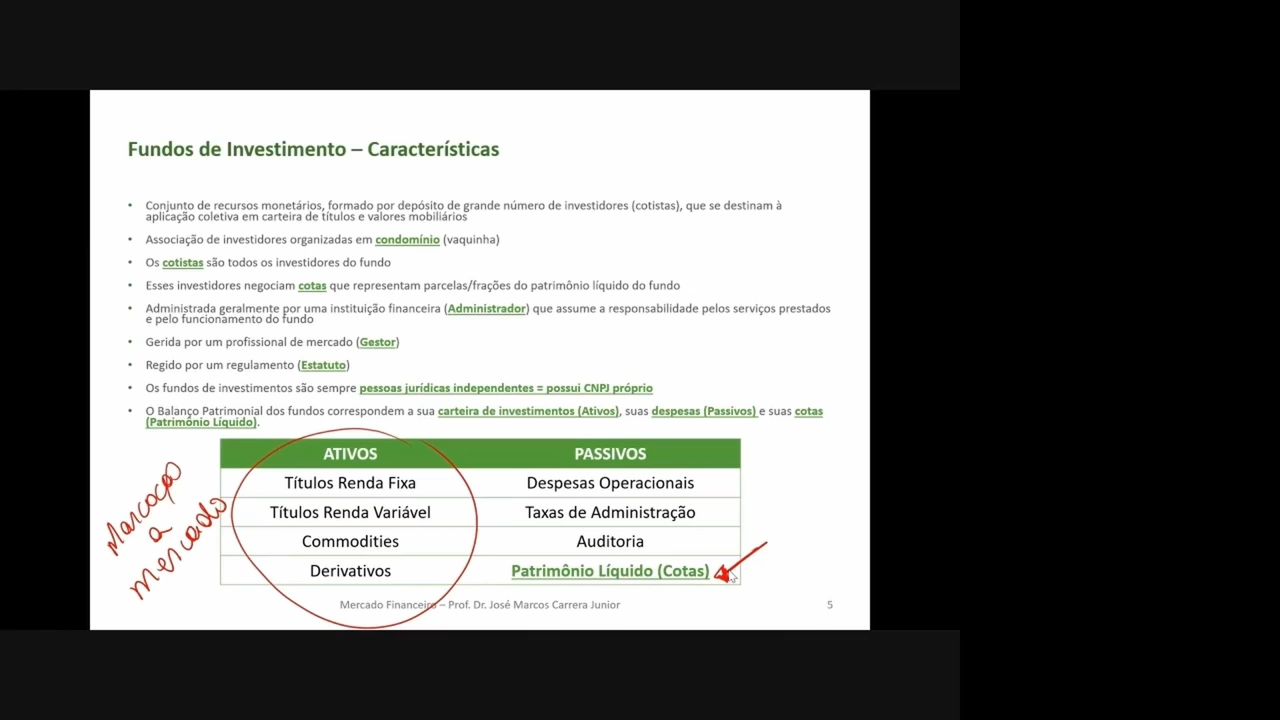 Fundos de Investimento – Características
• Conjunto de recursos monetários, formado por depósito de grande número de investidores (cotistas), que se destinam à
aplicação coletiva em carteira de títulos e valores mobiliários
• Associação de investidores organizadas em condomínio (vaquinha)
• Os cotistas são todos os investidores do fundo
• Esses investidores negociam cotas que representam parcelas/frações do patrimônio líquido do fundo
• Administrada geralmente por uma instituição financeira (Administrador) que assume a responsabilidade pelos serviços prestados
e pelo funcionamento do fundo
• Gerida por um profissional de mercado (Gestor)
• Regido por um regulamento (Estatuto)
• Os fundos de investimentos são sempre pessoas jurídicas independentes = possui CNPJ próprio
• O Balanço Patrimonial dos fundos correspondem a sua carteira de investimentos (Ativos), suas despesas (Passivos) e suas cotas
(Patrimônio Líquido).
ATIVOS PASSIVOS
Títulos Renda Fixa Despesas Operacionais
Títulos Renda Variável Taxas de Administração
Commodities Auditoria
Derivativos Patrimônio Líquido (Cotas)
Marcação
a
mercado
Mercado Financeiro – Prof. Dr. José Marcos Carrera Junior 5